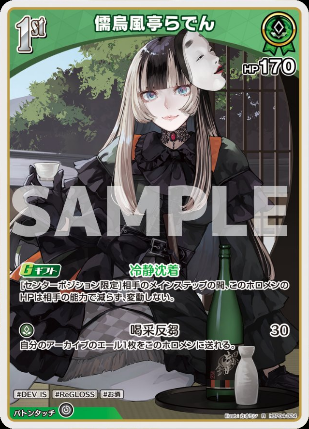 1st
儒烏風亭らでん
HP170
SAMPLE
Gギフト 冷静沈着
[センターポジション限定]相手のメインステップの間、このホロメンの
HPは相手の能力で減らず、変動しない。
喝采反芻 30
自分のアーカイブのエール1枚をこのホロメンに送れる。
#DEV_IS #ReGLOSS #お酒
バトンタッチ